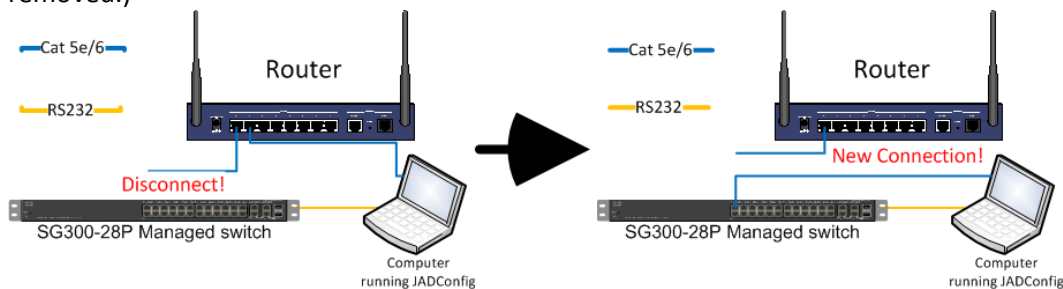 removed.)
Cat 5e/6
Router
RS232
Disconnect!
SG300-28P Managed switch
Computer
running JADConfig
Cat 5e/6
Router
RS232
New Connection!
SG300-28P Managed switch
Computer
running JADConfig